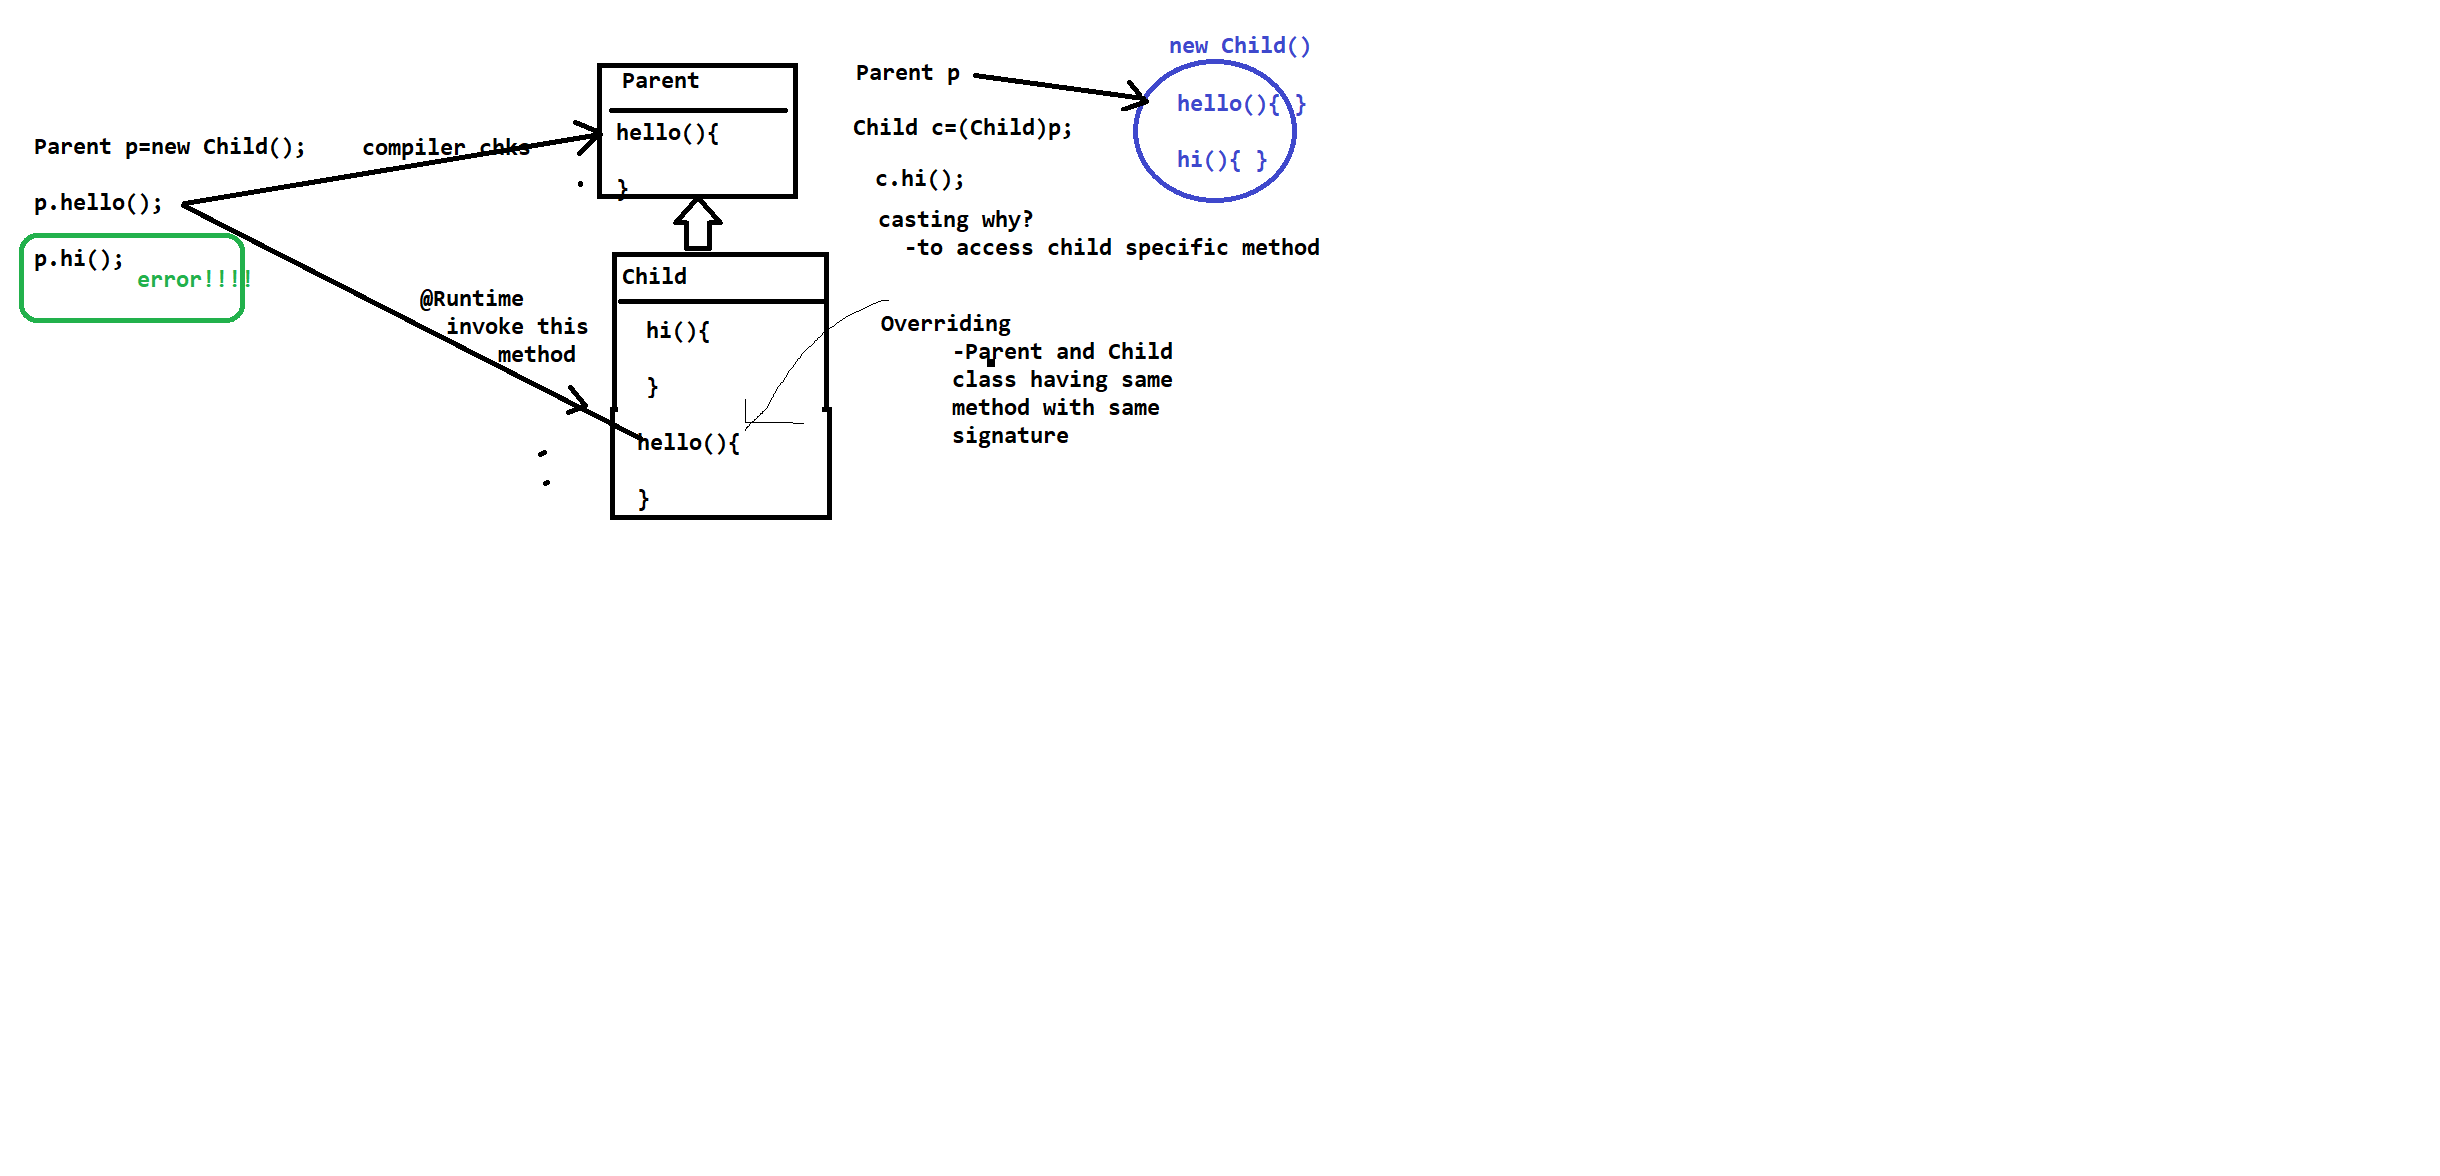 Parent p=new Child();
p.hello();
p.hi();
error!!!!
compiler chks
@Runtime
invoke this
method
Parent
hello(){
}
Child
hi(){
}
hello(){
}
Parent p
Child c=(Child)p;
c.hi();
casting why?
-to access child specific method
new Child()
hello(){ }
hi(){ }
Overriding
-Parent and Child
class having same
method with same
signature